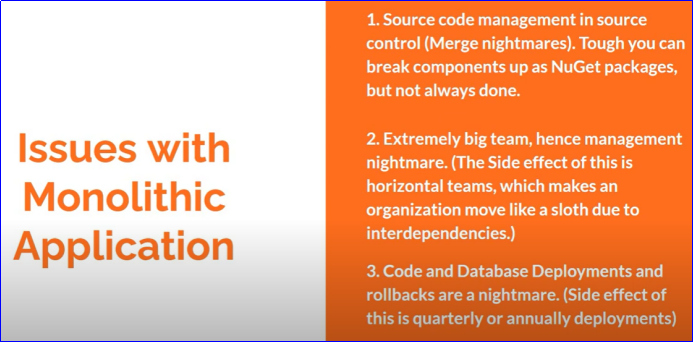 Issues with
Monolithic
Application
1. Source code management in source
control (Merge nightmares). Tough you can
break components up as NuGet packages,
but not always done.
2. Extremely big team, hence management
nightmare. (The Side effect of this is
horizontal teams, which makes an
organization move like a sloth due to
interdependencies.)
3. Code and Database Deployments and
rollbacks are a nightmare. (Side effect of
this is quarterly or annually deployments)